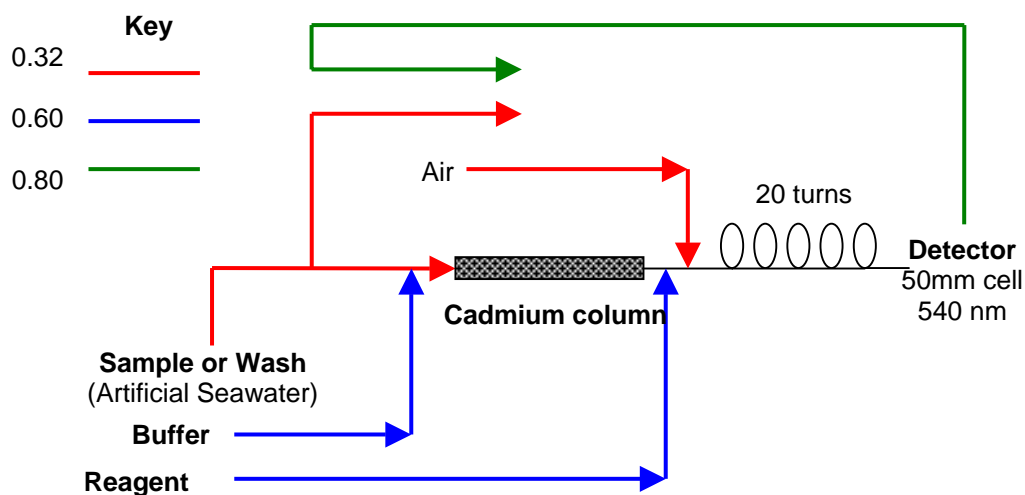 Key
0.32
0.60
0.80
Air
20 turns
Detector
50mm cell
540 nm
Cadmium column
Sample or Wash
(Artificial Seawater)
Buffer
Reagent